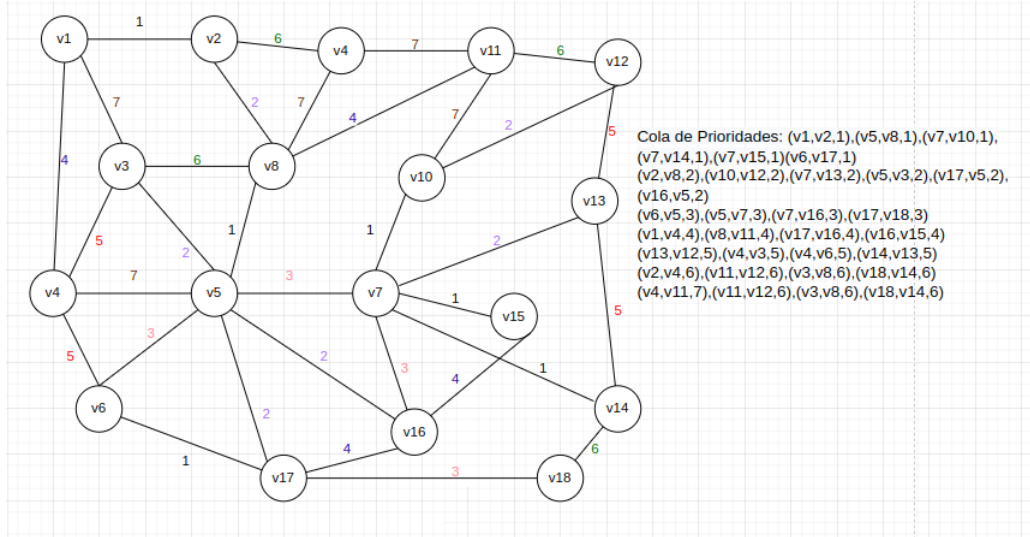 1
v1
v2
6
v4
7
v11
6
v12
7
2
7
4
7
2
5
4
v3
6
v8
v10
v13
5
2
1
1
2
v4
7
v5
3
v7
1
v15
5
5
3
2
3
4
1
v6
2
v16
v14
1
4
6
v17
3
v18
Cola de Prioridades: (v1,v2,1),(v5,v8,1),(v7,v10,1),
(v7,v14,1),(v7,v15,1)(v6,v17,1)
(v2,v8,2),(v10,v12,2),(v7,v13,2),(v5,v3,2),(v17,v5,2),
(v16,v5,2)
(v6,v5,3),(v5,v7,3),(v7,v16,3),(v17,v18,3)
(v1,v4,4),(v8,v11,4),(v17,v16,4),(v16,v15,4)
(v13,v12,5),(v4,v3,5),(v4,v6,5),(v14,v13,5)
(v2,v4,6),(v11,v12,6),(v3,v8,6),(v18,v14,6)
(v4,v11,7),(v11,v12,6),(v3,v8,6),(v18,v14,6)